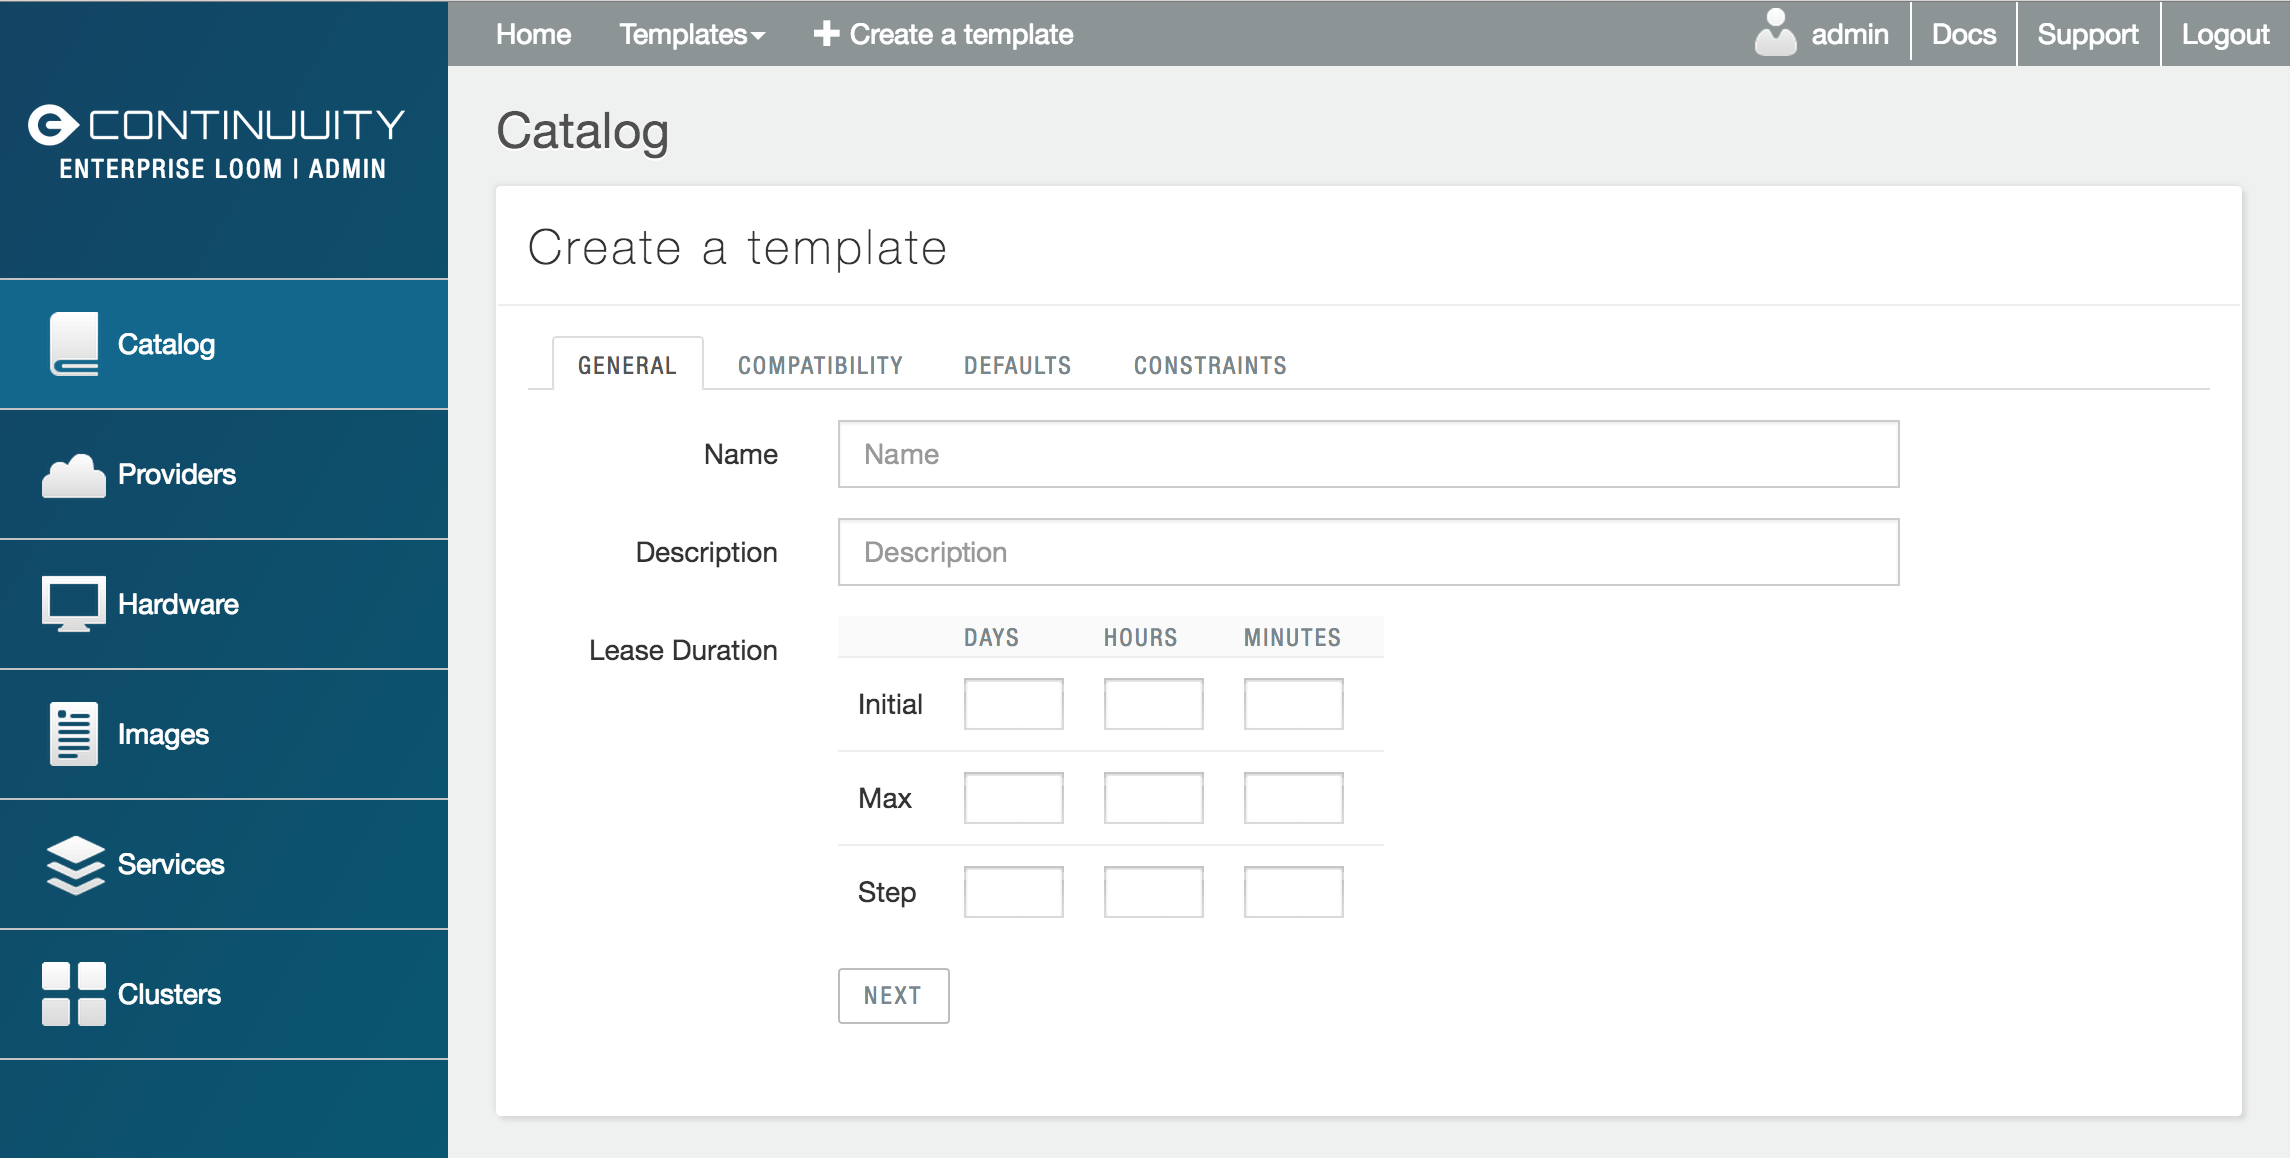 Home Templates Create a template admin Docs Support Logout
CONTINUUITY
ENTERPRISE LOOM | ADMIN
Catalog
Providers
Hardware
Images
Services
Clusters
Catalog
Create a template
GENERAL COMPATIBILITY DEFAULTS CONSTRAINTS
Name Name
Description Description
Lease Duration DAYS HOURS MINUTES
Initial
Max
Step
NEXT